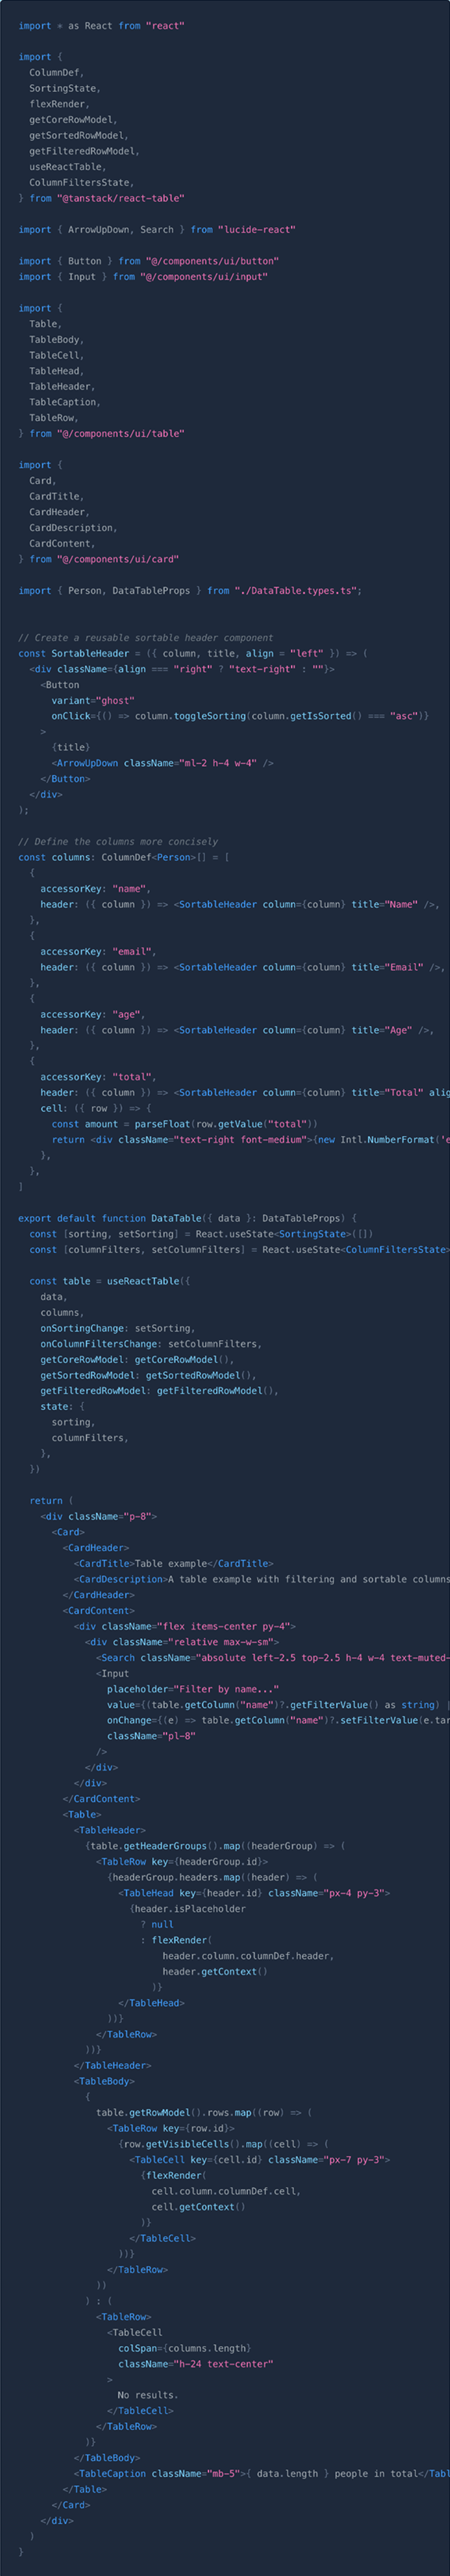 import * as React from "react"

import {
  ColumnDef,
  SortingState,
  flexRender,
  getCoreRowModel,
  getSortedRowModel,
  getFilteredRowModel,
  useReactTable,
  ColumnFiltersState,
} from "@tanstack/react-table"

import { ArrowUpDown, Search } from "lucide-react"

import { Button } from "@/components/ui/button"
import { Input } from "@/components/ui/input"

import {
  Table,
  TableBody,
  TableCell,
  TableHead,
  TableHeader,
  TableCaption,
  TableRow,
} from "@/components/ui/table"

import {
  Card,
  CardTitle,
  CardHeader,
  CardDescription,
  CardContent,
} from "@/components/ui/card"

import { Person, DataTableProps } from "./DataTable.types.ts";


// Create a reusable sortable header component
const SortableHeader = ({ column, title, align = "left" }) => (
  <div className={align === "right" ? "text-right" : ""}>
    <Button
      variant="ghost"
      onClick={() => column.toggleSorting(column.getIsSorted() === "asc")}
    >
      {title}
      <ArrowUpDown className="ml-2 h-4 w-4" />
    </Button>
  </div>
);

// Define the columns more concisely
const columns: ColumnDef<Person>[] = [
  {
    accessorKey: "name",
    header: ({ column }) => <SortableHeader column={column} title="Name" />,
  },
  {
    accessorKey: "email",
    header: ({ column }) => <SortableHeader column={column} title="Email" />,
  },
  {
    accessorKey: "age",
    header: ({ column }) => <SortableHeader column={column} title="Age" />,
  },
  {
    accessorKey: "total",
    header: ({ column }) => <SortableHeader column={column} title="Total" alig
    cell: ({ row }) => {
      const amount = parseFloat(row.getValue("total"))
      return <div className="text-right font-medium">{new Intl.NumberFormat('e
    },
  },
]

export default function DataTable({ data }: DataTableProps) {
  const [sorting, setSorting] = React.useState<SortingState>([])
  const [columnFilters, setColumnFilters] = React.useState<ColumnFiltersState>

  const table = useReactTable({
    data,
    columns,
    onSortingChange: setSorting,
    onColumnFiltersChange: setColumnFilters,
    getCoreRowModel: getCoreRowModel(),
    getSortedRowModel: getSortedRowModel(),
    getFilteredRowModel: getFilteredRowModel(),
    state: {
      sorting,
      columnFilters,
    },
  })

  return (
    <div className="p-8">
      <Card>
        <CardHeader>
          <CardTitle>Table example</CardTitle>
          <CardDescription>A table example with filtering and sortable columns
        </CardHeader>
        <CardContent>
          <div className="flex items-center py-4">
            <div className="relative max-w-sm">
              <Search className="absolute left-2.5 top-2.5 h-4 w-4 text-muted-
              <Input
                placeholder="Filter by name..."
                value={(table.getColumn("name")?.getFilterValue() as string) |
                onChange={(e) => table.getColumn("name")?.setFilterValue(e.tar
                className="pl-8"
              />
            </div>
          </div>
        </CardContent>
        <Table>
          <TableHeader>
            {table.getHeaderGroups().map((headerGroup) => (
              <TableRow key={headerGroup.id}>
                {headerGroup.headers.map((header) => (
                  <TableHead key={header.id} className="px-4 py-3">
                    {header.isPlaceholder
                      ? null
                      : flexRender(
                          header.column.columnDef.header,
                          header.getContext()
                        )}
                  </TableHead>
                ))}
              </TableRow>
            ))}
          </TableHeader>
          <TableBody>
            {
              table.getRowModel().rows.map((row) => (
                <TableRow key={row.id}>
                  {row.getVisibleCells().map((cell) => (
                    <TableCell key={cell.id} className="px-7 py-3">
                      {flexRender(
                        cell.column.columnDef.cell,
                        cell.getContext()
                      )}
                    </TableCell>
                  ))}
                </TableRow>
              ))
            ) : (
              <TableRow>
                <TableCell
                  colSpan={columns.length}
                  className="h-24 text-center"
                >
                  No results.
                </TableCell>
              </TableRow>
            )}
          </TableBody>
          <TableCaption className="mb-5">{ data.length } people in total</Tabl
        </Table>
      </Card>
    </div>
  )
}